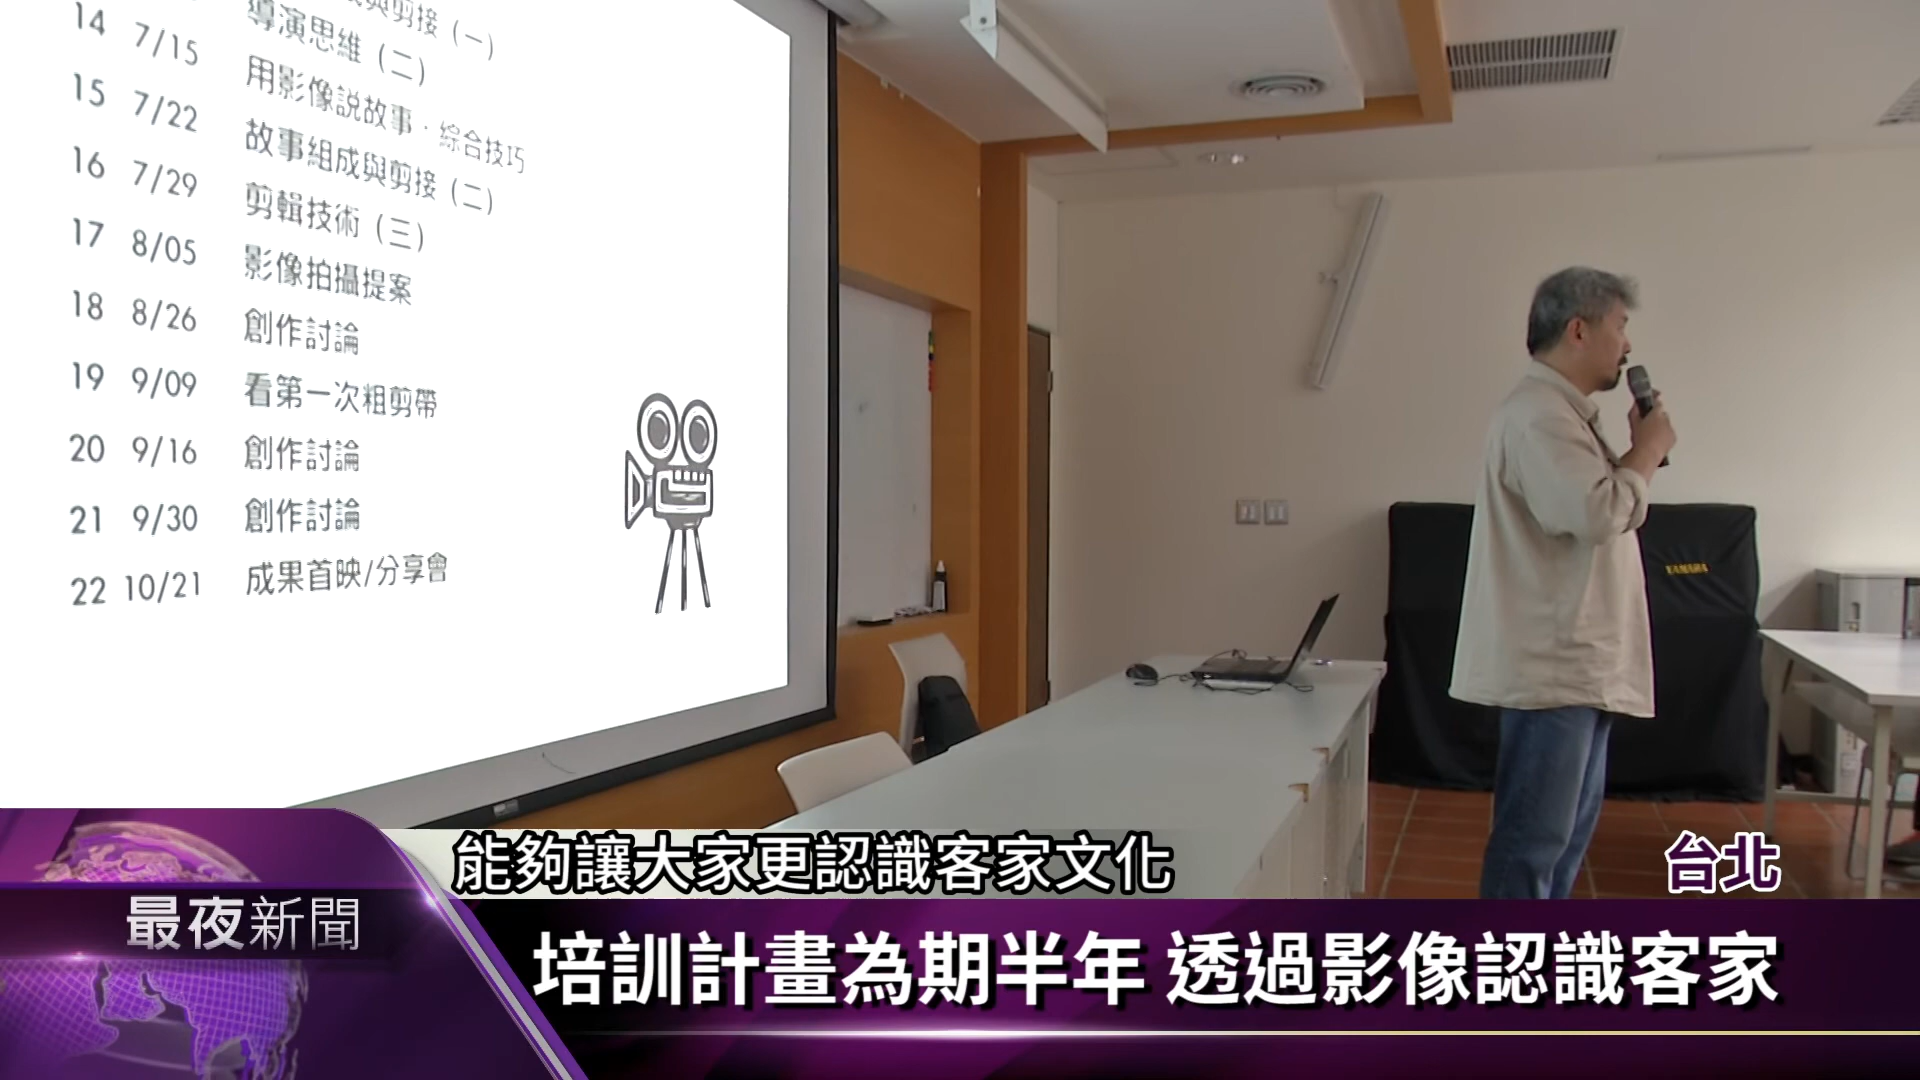 與剪接（一）
導演思維（二）
14 7/15 用影像說故事・綜合技巧
15 7/22 故事組成與剪接（二）
16 7/29 剪輯技術（三）
17 8/05 影像拍攝提案
18 8/26 創作討論
19 9/09 看第一次粗剪帶
20 9/16 創作討論
21 9/30 創作討論
22 10/21 成果首映/分享會
YAMAHA
能夠讓大家更認識客家文化
台北
最夜新聞
培訓計畫為期半年 透過影像認識客家